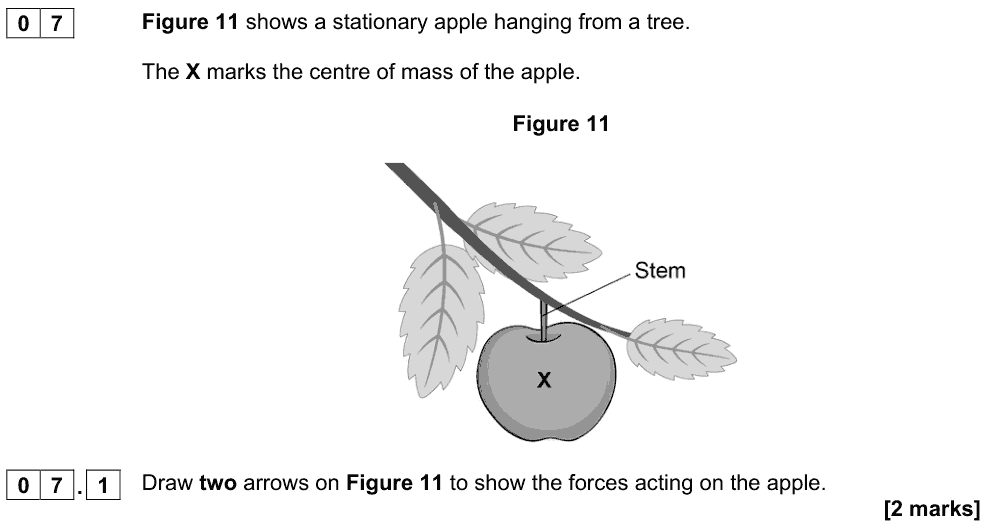 0 7 Figure 11 shows a stationary apple hanging from a tree.
The X marks the centre of mass of the apple.
Figure 11
Stem
X
0 7 . 1 Draw two arrows on Figure 11 to show the forces acting on the apple.
[2 marks]